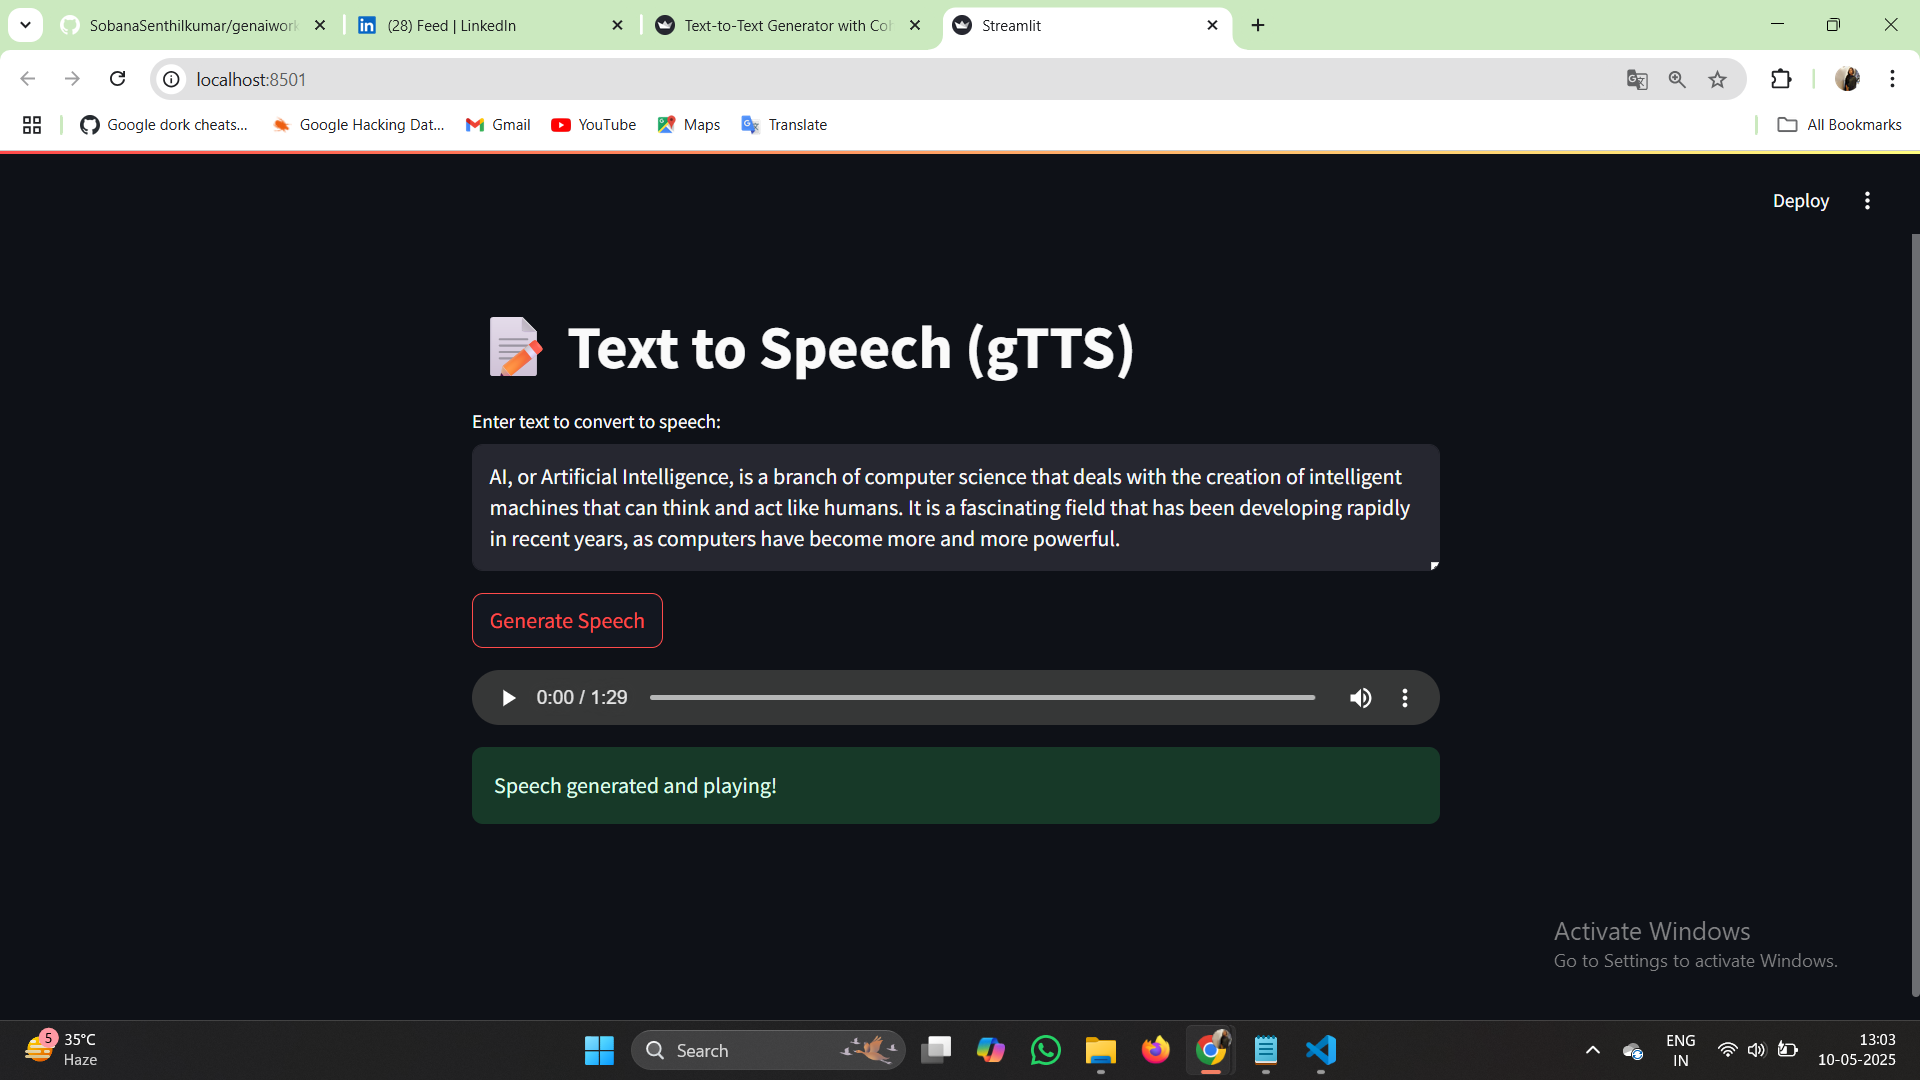 SobanaSenthilkumar/genaiwork
(28) Feed | LinkedIn
Text-to-Text Generator with Coh
Streamlit
localhost:8501
Google dork cheats...
Google Hacking Dat...
Gmail
YouTube
Maps
Translate
All Bookmarks
Deploy
Text to Speech (gTTS)
Enter text to convert to speech:
AI, or Artificial Intelligence, is a branch of computer science that deals with the creation of intelligent
machines that can think and act like humans. It is a fascinating field that has been developing rapidly
in recent years, as computers have become more and more powerful.
Generate Speech
0:00 / 1:29
Speech generated and playing!
Activate Windows
Go to Settings to activate Windows.
5
35°C
Haze
Search
ENG
IN
13:03
10-05-2025